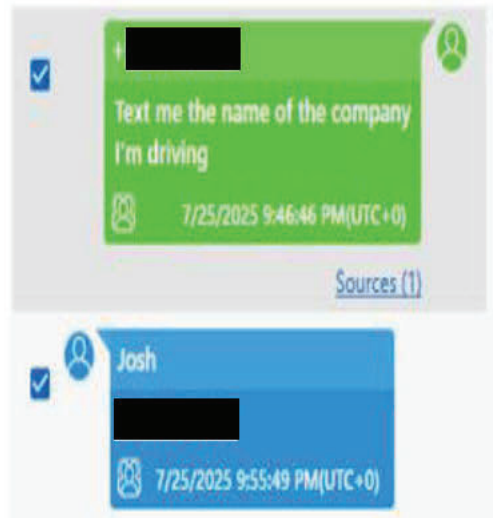 +
Text me the name of the company
I'm driving
7/25/2025 9:46:46 PM(UTC+0)
Sources (1)
Josh
7/25/2025 9:55:49 PM(UTC+0)